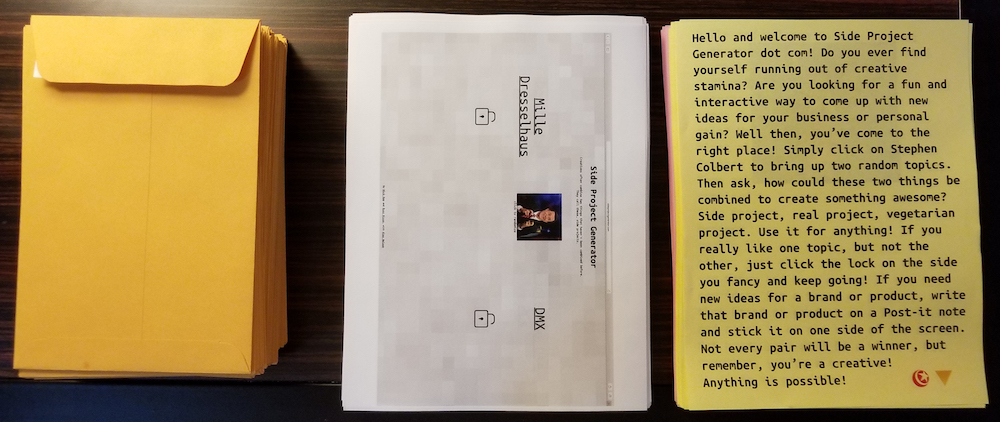 Side Project Generator
Mille
Dresselhaus
DMX
Hello and welcome to Side Project
Generator dot com! Do you ever find
yourself running out of creative
stamina? Are you looking for a fun and
interactive way to come up with new
ideas for your business or personal
gain? Well then, you've come to the
right place! Simply click on Stephen
Colbert to bring up two random topics.
Then ask, how could these two things be
combined to create something awesome?
Side project, real project, vegetarian
project. Use it for anything! If you
really like one topic, but not the
other, just click the lock on the side
you fancy and keep going! If you need
new ideas for a brand or product, write
that brand or product on a Post-it note
and stick it on one side of the screen.
Not every pair will be a winner, but
remember, you're a creative!
Anything is possible!